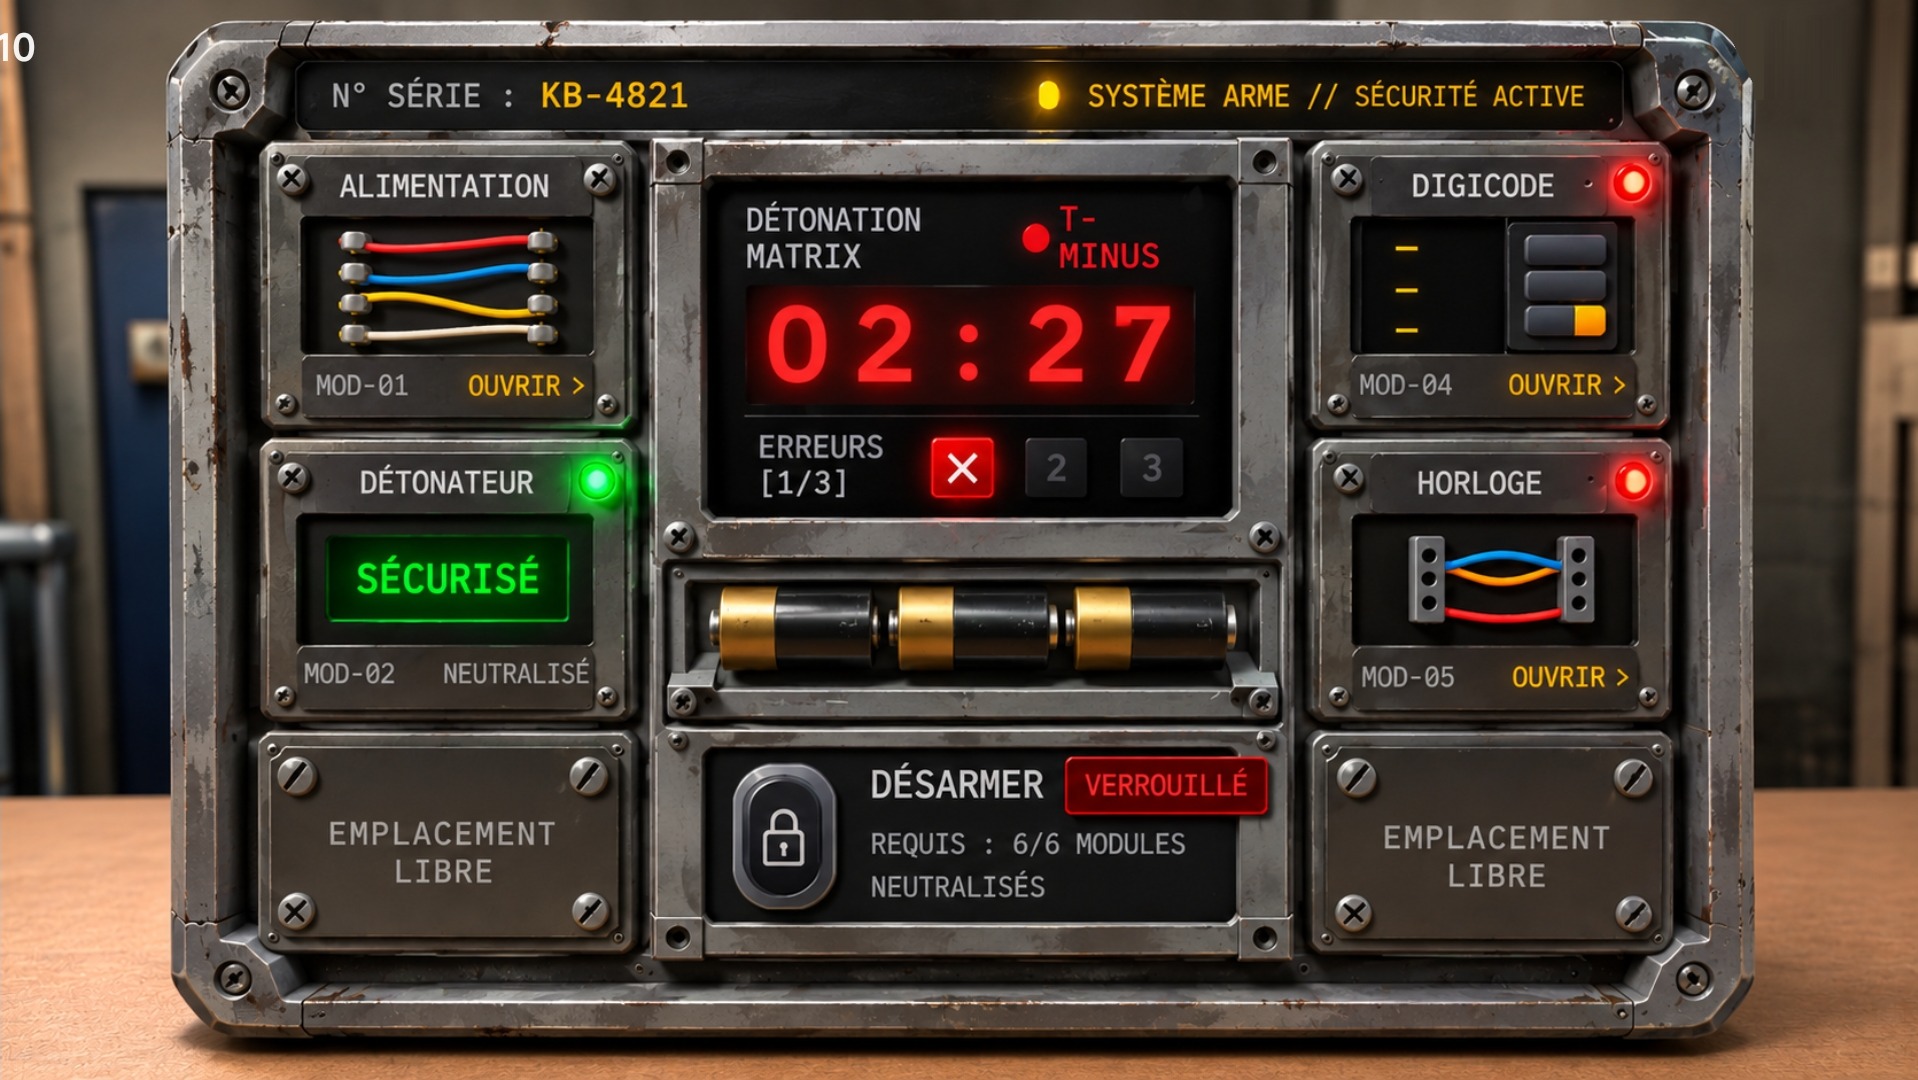 10
N° SÉRIE : KB-4821
SYSTÈME ARME // SÉCURITÉ ACTIVE
ALIMENTATION
MOD-01 OUVRIR >
DÉTONATEUR
SÉCURISÉ
MOD-02 NEUTRALISÉ
EMPLACEMENT
LIBRE
DÉTONATION
MATRIX
T-
MINUS
02:27
ERREURS
[1/3]
X 2 3
DÉSARMER VERROUILLÉ
REQUIS : 6/6 MODULES
NEUTRALISÉS
DIGICODE
MOD-04 OUVRIR >
HORLOGE
MOD-05 OUVRIR >
EMPLACEMENT
LIBRE